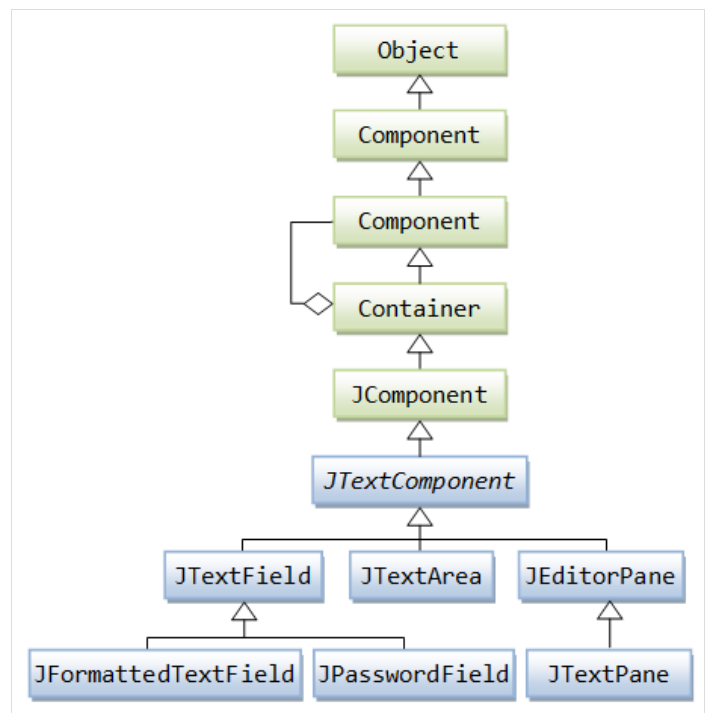 Object
Component
Component
Container
JComponent
JTextComponent
JTextField
JTextArea
JEditorPane
JFormattedTextField
JPasswordField
JTextPane